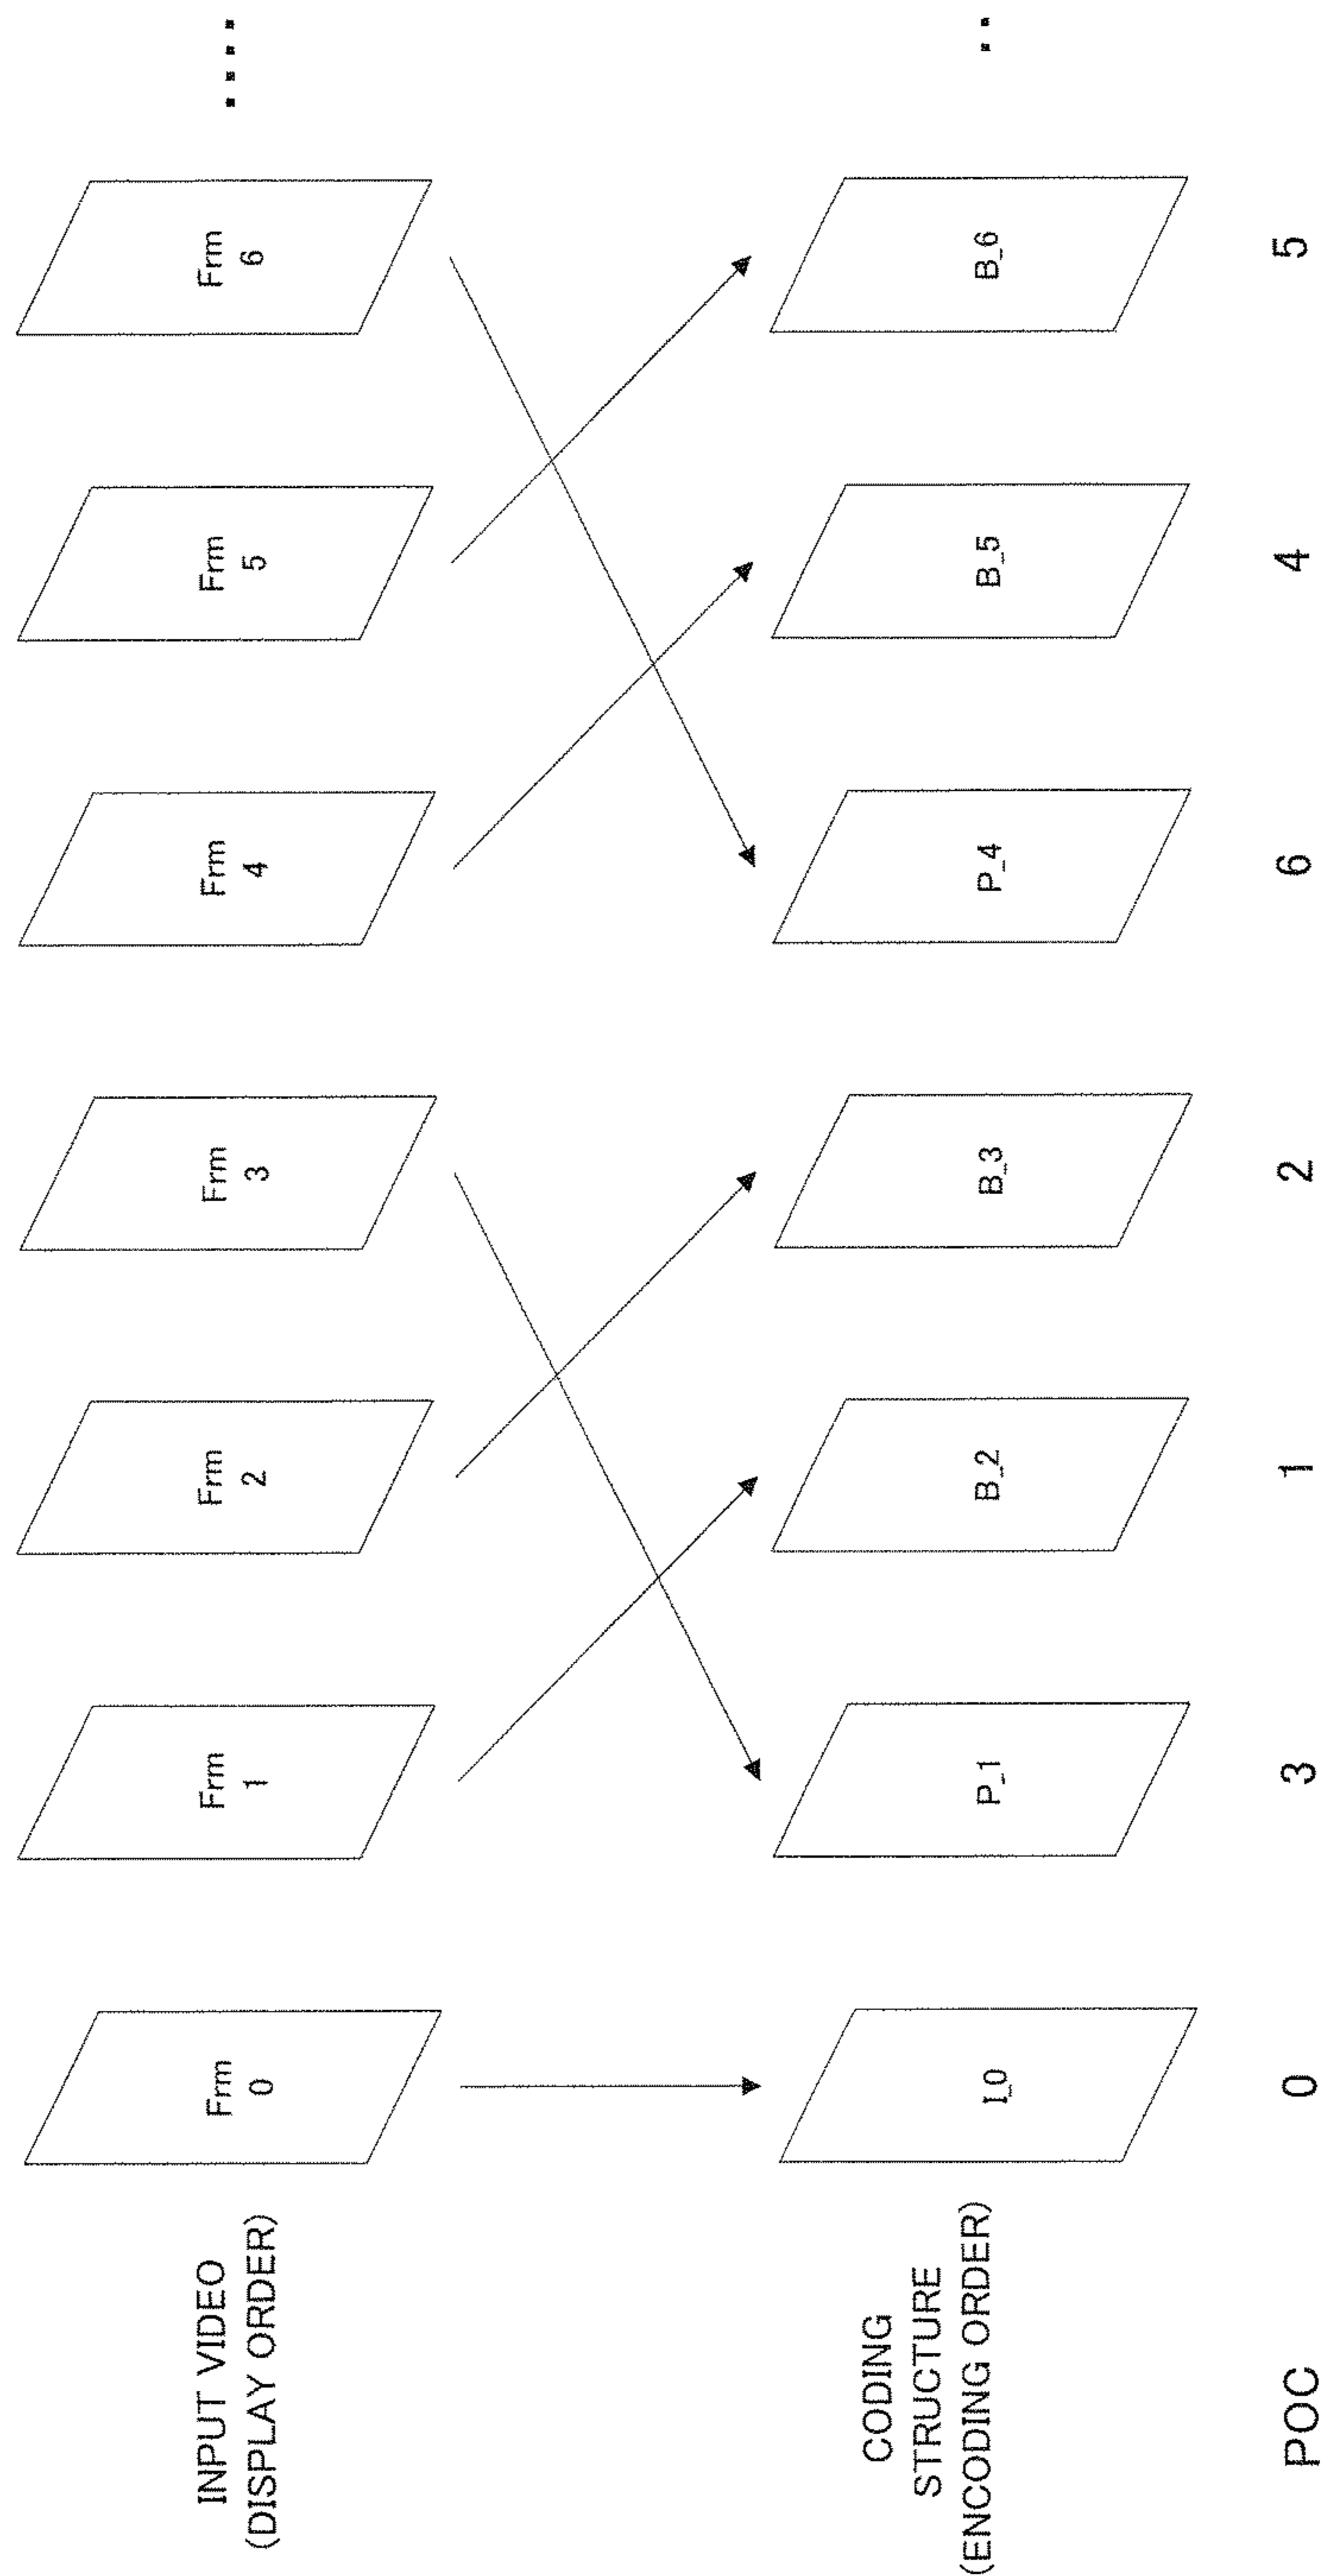 INPUT VIDEO
(DISPLAY ORDER)
Frm
0
Frm
1
Frm
2
Frm
3
Frm
4
Frm
5
Frm
6
CODING
STRUCTURE
(ENCODING ORDER)
I_0
P_1
B_2
B_3
P_4
B_5
B_6
POC 0 3 1 2 6 4 5